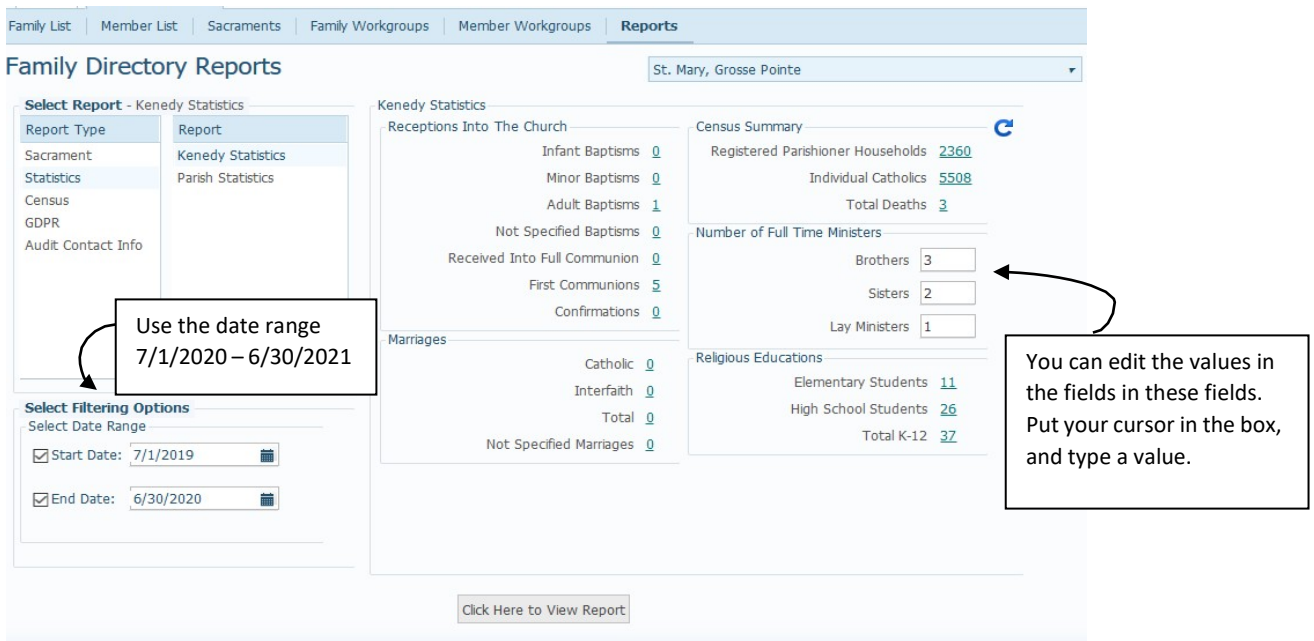 Family List Member List Sacraments Family Workgroups Member Workgroups Reports
Family Directory Reports
St. Mary, Grosse Pointe
Select Report - Kenedy Statistics
Report Type
Sacrament
Statistics
Census
GDPR
Audit Contact Info
Report
Kenedy Statistics
Parish Statistics
Use the date range
7/1/2020 – 6/30/2021
Select Filtering Options
Select Date Range
Start Date: 7/1/2019
End Date: 6/30/2020
Kenedy Statistics
Receptions Into The Church
Infant Baptisms 0
Minor Baptisms 0
Adult Baptisms 1
Not Specified Baptisms 0
Received Into Full Communion 0
First Communions 5
Confirmations 0
Marriages
Catholic 0
Interfaith 0
Total 0
Not Specified Marriages 0
Census Summary
Registered Parishioner Households 2360
Individual Catholics 5508
Total Deaths 3
Number of Full Time Ministers
Brothers 3
Sisters 2
Lay Ministers 1
Religious Educations
Elementary Students 11
High School Students 26
Total K-12 37
You can edit the values in
the fields in these fields.
Put your cursor in the box,
and type a value.
Click Here to View Report